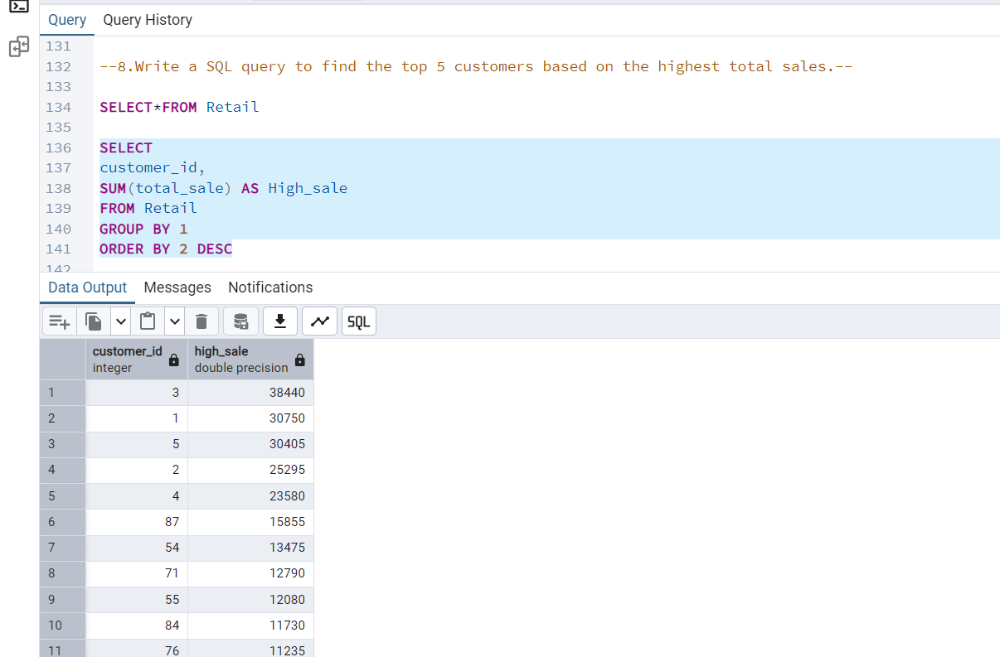 Query Query History
131
132 --8.Write a SQL query to find the top 5 customers based on the highest total sales.--
133
134 SELECT*FROM Retail
135
136 SELECT
137 customer_id,
138 SUM(total_sale) AS High_sale
139 FROM Retail
140 GROUP BY 1
141 ORDER BY 2 DESC
142
Data Output Messages Notifications
SQL
customer_id high_sale
integer double precision
1 3 38440
2 1 30750
3 5 30405
4 2 25295
5 4 23580
6 87 15855
7 54 13475
8 71 12790
9 55 12080
10 84 11730
11 76 11235